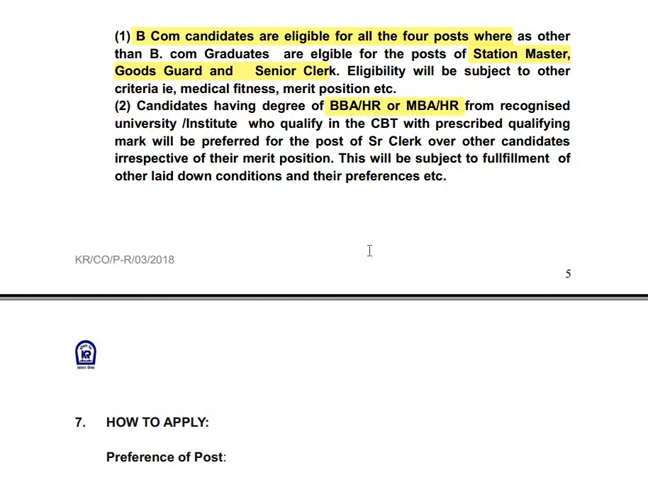 (1) B Com candidates are eligible for all the four posts where as other
than B. com Graduates are elgible for the posts of Station Master,
Goods Guard and Senior Clerk. Eligibility will be subject to other
criteria ie, medical fitness, merit position etc.
(2) Candidates having degree of BBA/HR or MBA/HR from recognised
university /Institute who qualify in the CBT with prescribed qualifying
mark will be preferred for the post of Sr Clerk over other candidates
irrespective of their merit position. This will be subject to fullfillment of
other laid down conditions and their preferences etc.
KR/CO/P-R/03/2018
5
KR
7. HOW TO APPLY:
Preference of Post: